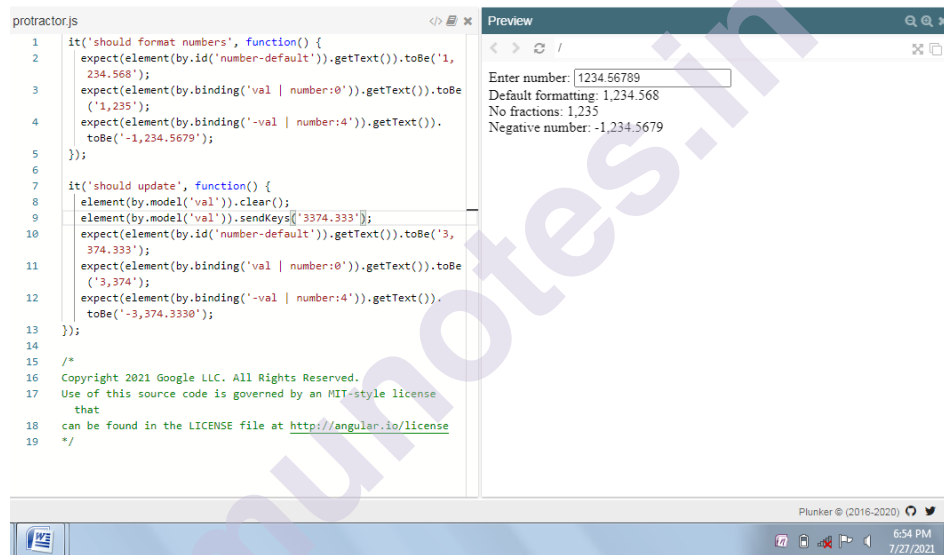 protractor.js
1 it('should format numbers', function() {
2 expect(element(by.id('number-default')).getText()).toBe('1,
234.568');
3 expect(element(by.binding('val | number:0')).getText()).toBe
('1,235');
4 expect(element(by.binding('-val | number:4')).getText()).
toBe('-1,234.5679');
5 });
6
7 it('should update', function() {
8 element(by.model('val')).clear();
9 element(by.model('val')).sendKeys('3374.333');
10 expect(element(by.id('number-default')).getText()).toBe('3,
374.333');
11 expect(element(by.binding('val | number:0')).getText()).toBe
('3,374');
12 expect(element(by.binding('-val | number:4')).getText()).
toBe('-3,374.3330');
13 });
14
15 /*
16 Copyright 2021 Google LLC. All Rights Reserved.
17 Use of this source code is governed by an MIT-style license
that
18 can be found in the LICENSE file at http://angular.io/license
19 */
Preview
/
Enter number: 1234.56789
Default formatting: 1,234.568
No fractions: 1,235
Negative number: -1,234.5679
munotes.in
Plunker © (2016-2020)
6:54 PM
7/27/2021